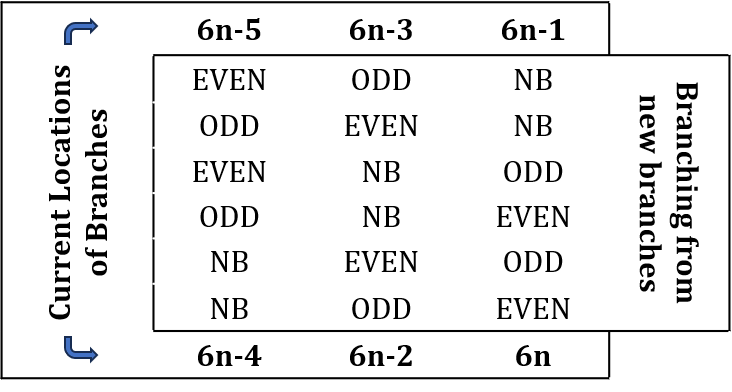 Current Locations
of Branches
6n-5 6n-3 6n-1
EVEN ODD NB
ODD EVEN NB
EVEN NB ODD
ODD NB EVEN
NB EVEN ODD
NB ODD EVEN
6n-4 6n-2 6n
Branching from
new branches